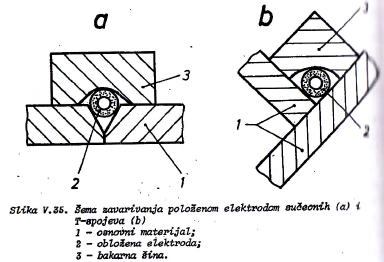 a
b
3
3
2
1
1
2
Slika V.35. Šema zavarivanja položenom elektrodom sučeonih (a) i
T-spojeva (b)
1 - osnovni materijal;
2 - obložena elektroda;
3 - bakarna šina.